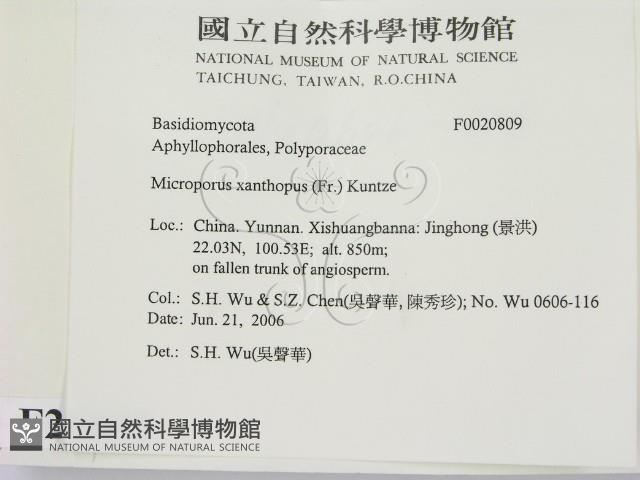 國立自然科學博物館
NATIONAL MUSEUM OF NATURAL SCIENCE
TAICHUNG, TAIWAN, R.O.CHINA
Basidiomycota F0020809
Aphyllophorales, Polyporaceae
Microporus xanthopus (Fr.) Kuntze
Loc.: China. Yunnan. Xishuangbanna: Jinghong (景洪)
22.03N, 100.53E; alt. 850m;
on fallen trunk of angiosperm.
Col.: S.H. Wu & S.Z. Chen(吳聲華, 陳秀珍); No. Wu 0606-116
Date: Jun. 21, 2006
Det.: S.H. Wu(吳聲華)
F2
國立自然科學博物館
NATIONAL MUSEUM OF NATURAL SCIENCE